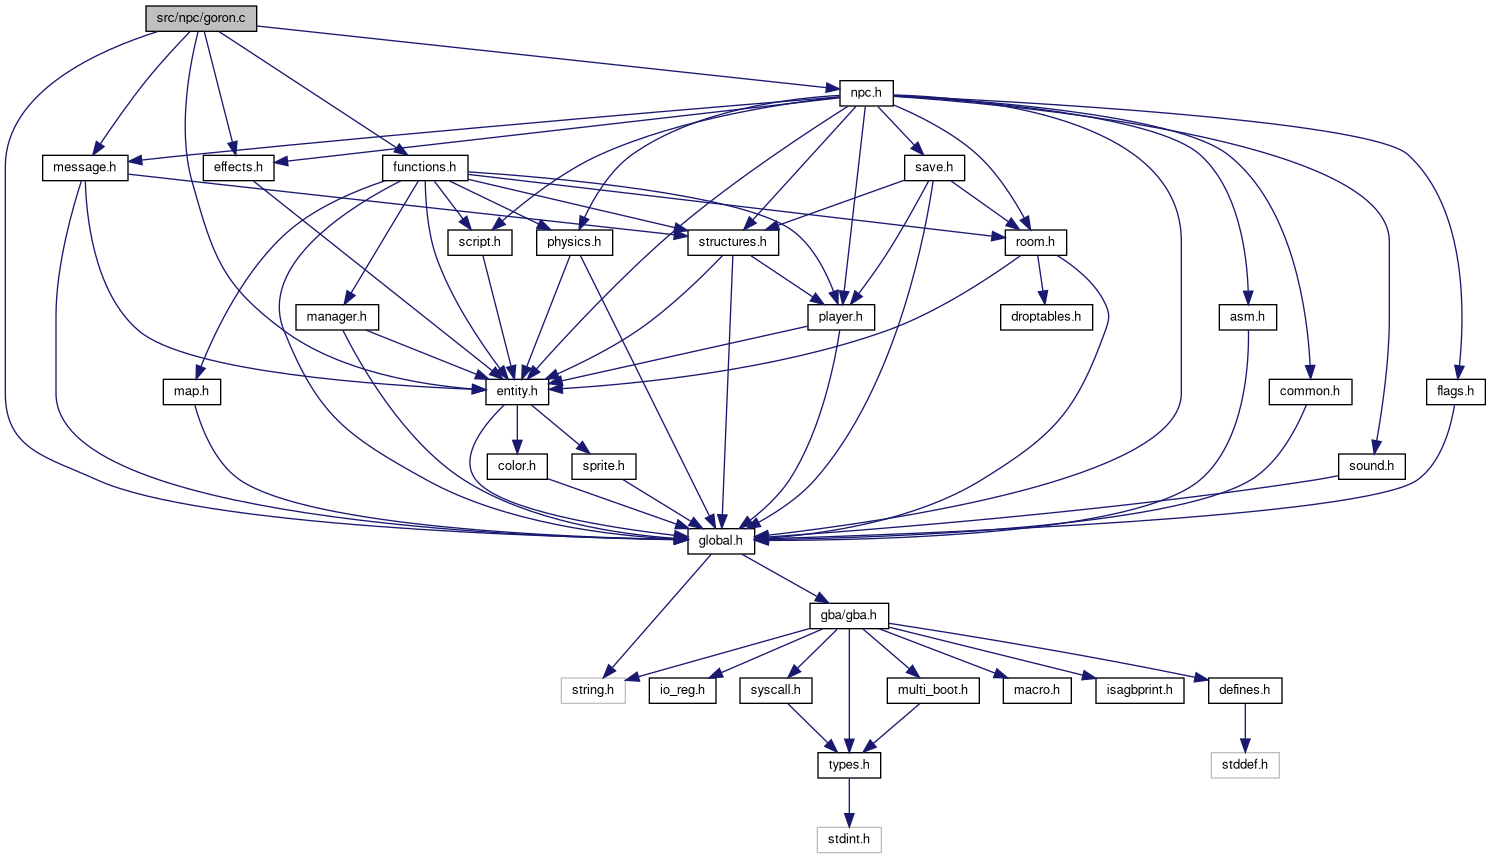 src/npc/goron.c
npc.h
message.h
effects.h
functions.h
save.h
script.h
physics.h
structures.h
room.h
manager.h
player.h
droptables.h
asm.h
map.h
entity.h
common.h
flags.h
color.h
sprite.h
sound.h
global.h
gba/gba.h
string.h
io_reg.h
syscall.h
multi_boot.h
macro.h
isagbprint.h
defines.h
types.h
stddef.h
stdint.h